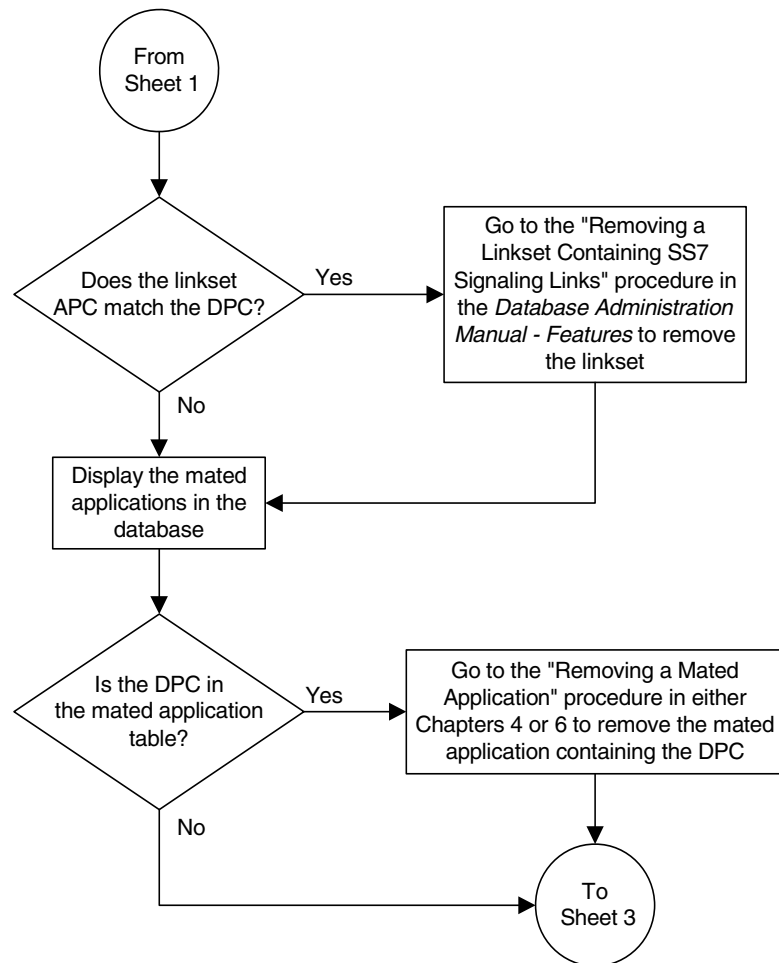 From
Sheet 1
Does the linkset
APC match the DPC?
Yes
Go to the "Removing a
Linkset Containing SS7
Signaling Links" procedure in
the Database Administration
Manual - Features to remove
the linkset
No
Display the mated
applications in the
database
Is the DPC in
the mated application
table?
Yes
Go to the "Removing a Mated
Application" procedure in either
Chapters 4 or 6 to remove the mated
application containing the DPC
No
To
Sheet 3